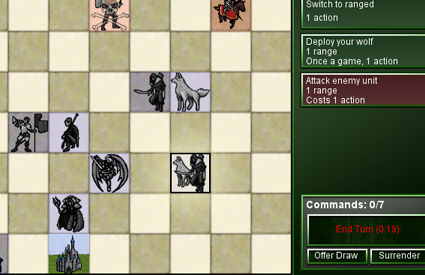 Switch to ranged
1 action
Deploy your wolf
1 range
Once a game, 1 action
Attack enemy unit
1 range
Costs 1 action
Commands: 0/7
End Turn (0:19)
Offer Draw
Surrender